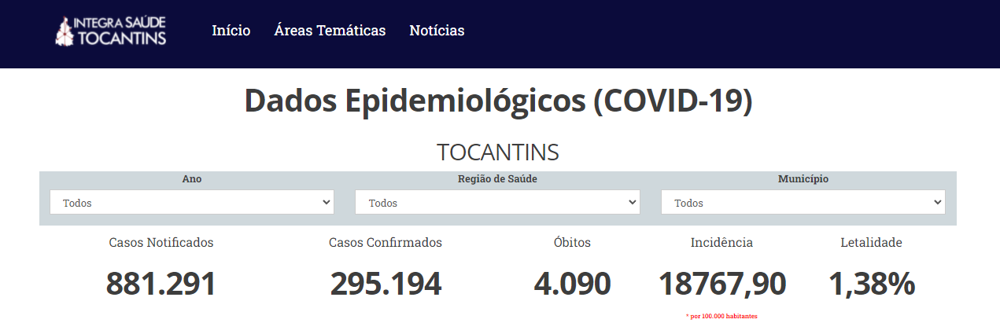 INTEGRA SAÚDE
TOCANTINS
Início Áreas Temáticas Notícias
Dados Epidemiológicos (COVID-19)
TOCANTINS
Ano Região de Saúde Município
Todos Todos Todos
Casos Notificados Casos Confirmados Óbitos Incidência Letalidade
881.291 295.194 4.090 18767,90 1,38%
* por 100.000 habitantes